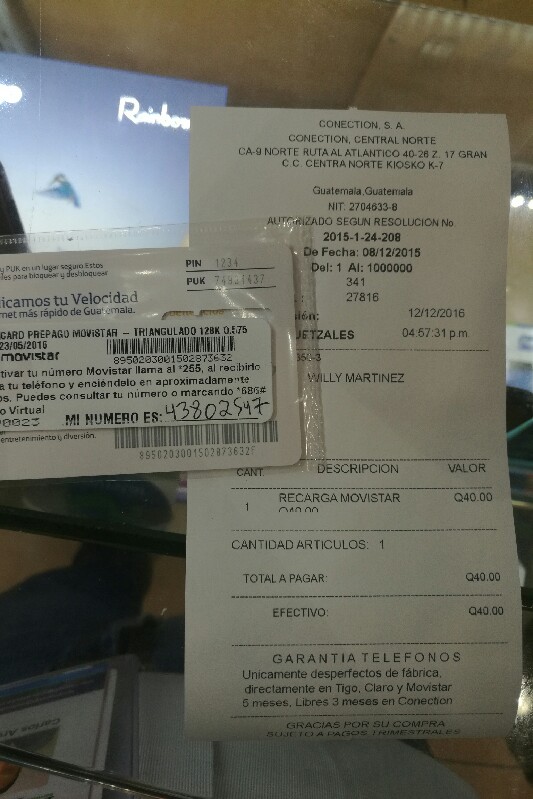 Rainbow
y PUK en un lugar seguro Estos
les para bloquear y desbloquear
PIN 1234
PUK
icamos tu Velocidad
rnet más rápido de Guatemala.
GARD PREPAGO MOVISTAR - TRIANGULADO 128K 0.575
23/05/2016
movistar
8950203001502873632
tivar tu número Movistar llama al *255, al recibirlo
a tu teléfono y enciéndelo en aproximadamente
os. Puedes consultar tu número o marcando *686#
o Virtual
MI NUMERO ES: 43802547
entretenimiento y diversión.
8950203001502873632F
CONECTION, S. A.
CONECTION, CENTRAL NORTE
CA-9 NORTE RUTA AL ATLANTICO 40-26 Z. 17 GRAN
C.C. CENTRA NORTE KIOSKO K-7
Guatemala,Guatemala
NIT: 2704633-8
AUTORIZADO SEGUN RESOLUCION No.
2015-1-24-208
De Fecha: 08/12/2015
Del: 1 Al: 1000000
341
: 27816
ión: 12/12/2016
UETZALES 04:57:31 p.m.
350-3
WILLY MARTINEZ
CANT. DESCRIPCION VALOR
1 RECARGA MOVISTAR Q40.00
Q40.00
CANTIDAD ARTICULOS: 1
TOTAL A PAGAR: Q40.00
EFECTIVO: Q40.00
GARANTIA TELEFONOS
Unicamente desperfectos de fábrica,
directamente en Tigo, Claro y Movistar
5 meses, Libres 3 meses en Conection
GRACIAS POR SU COMPRA
SUJETO A PAGOS TRIMESTRALES